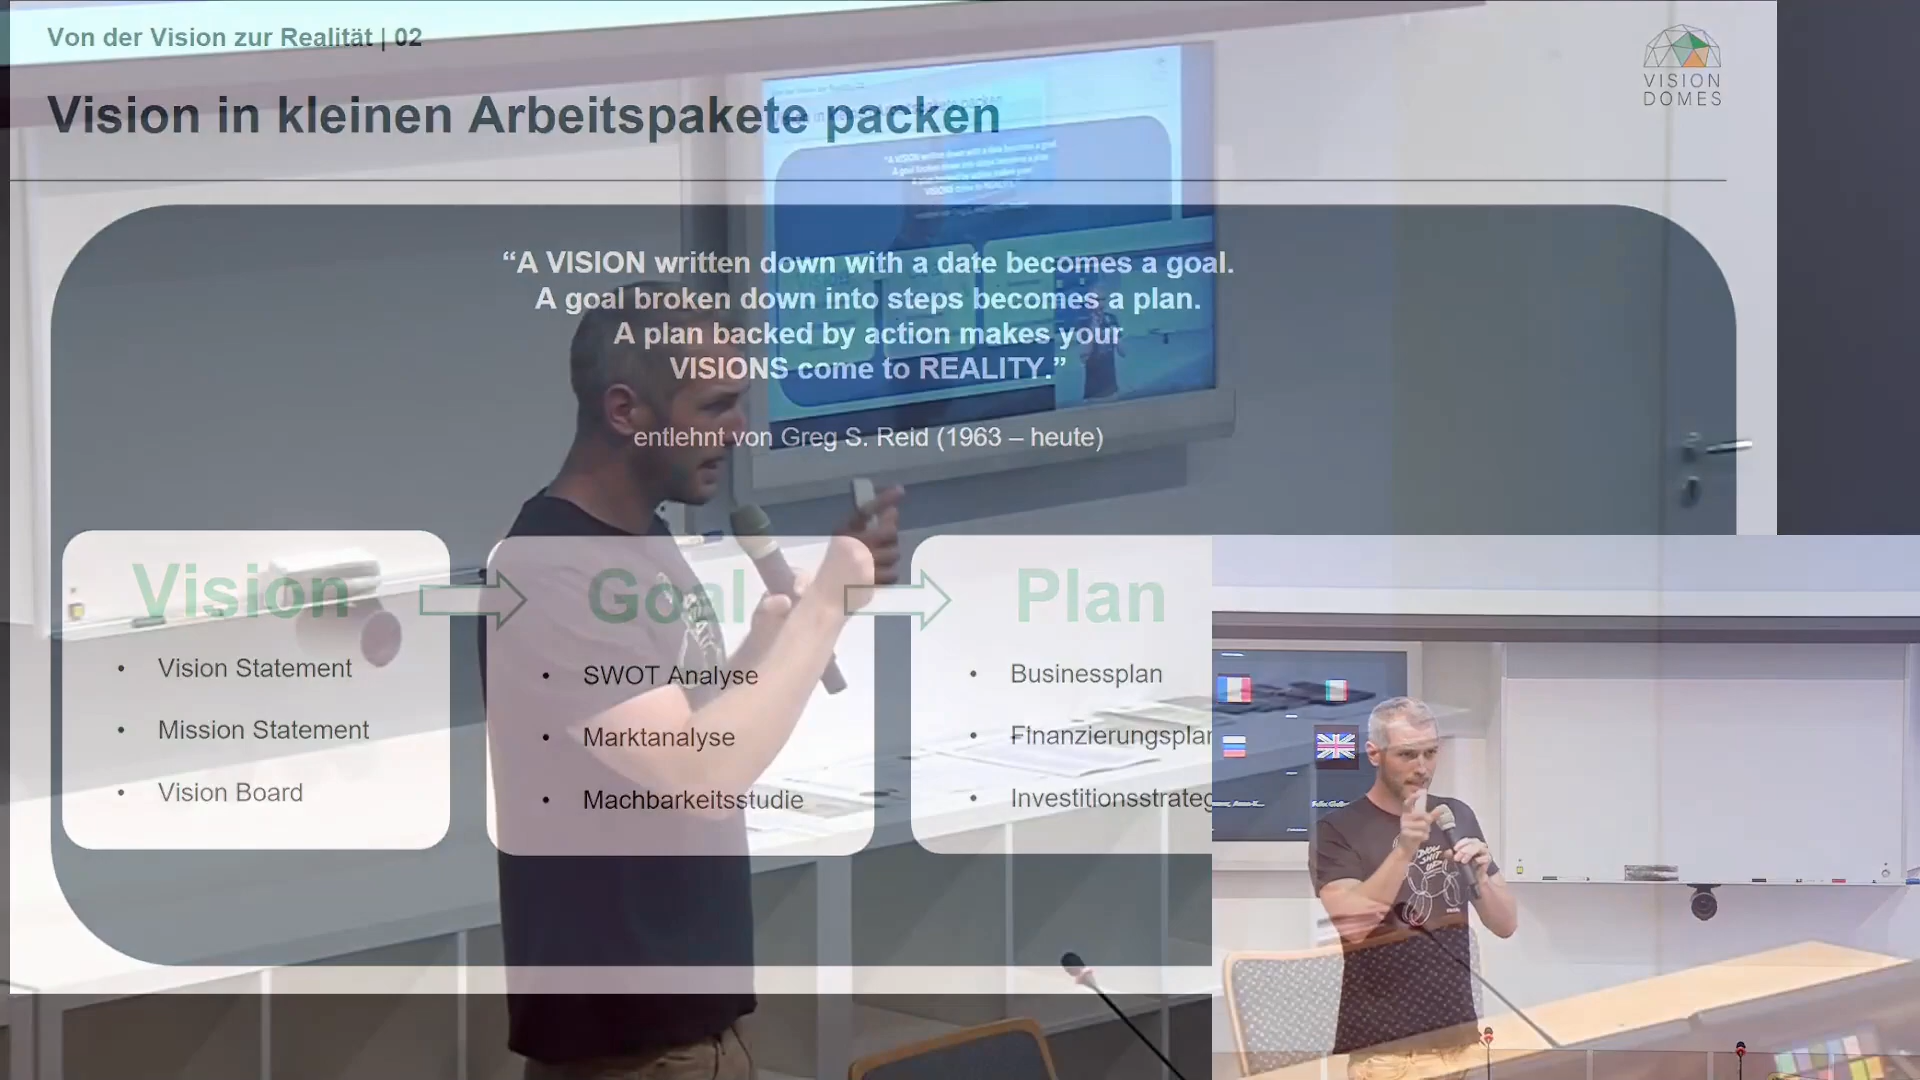 Von der Vision zur Realität | 02
VISION
DOMES
Vision in kleinen Arbeitspakete packen
“A VISION written down with a date becomes a goal.
A goal broken down into steps becomes a plan.
A plan backed by action makes your
VISIONS come to REALITY.”
entlehnt von Greg S. Reid (1963 – heute)
Vision
• Vision Statement
• Mission Statement
• Vision Board
Goal
• SWOT Analyse
• Marktanalyse
• Machbarkeitsstudie
Plan
• Businessplan
• Finanzierungsplan
• Investitionsstrateg